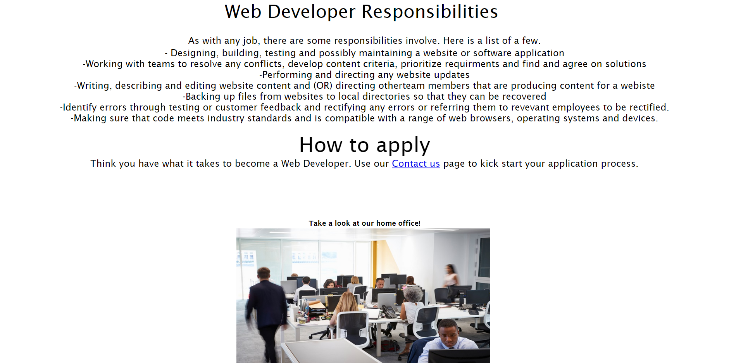 Web Developer Responsibilities
As with any job, there are some responsibilities involve. Here is a list of a few.
- Designing, building, testing and possibly maintaining a website or software application
-Working with teams to resolve any conflicts, develop content criteria, prioritize requirments and find and agree on solutions
-Performing and directing any website updates
-Writing, describing and editing website content and (OR) directing otherteam members that are producing content for a webiste
-Backing up files from websites to local directories so that they can be recovered
-Identify errors through testing or customer feedback and rectifying any errors or referring them to revevant employees to be rectified.
-Making sure that code meets industry standards and is compatible with a range of web browsers, operating systems and devices.
How to apply
Think you have what it takes to become a Web Developer. Use our Contact us page to kick start your application process.
Take a look at our home office!